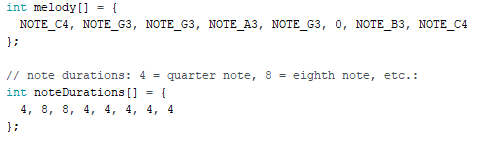 int melody[] = {
  NOTE_C4, NOTE_G3, NOTE_G3, NOTE_A3, NOTE_G3, 0, NOTE_B3, NOTE_C4
};
// note durations: 4 = quarter note, 8 = eighth note, etc.:
int noteDurations[] = {
  4, 8, 8, 4, 4, 4, 4, 4
};